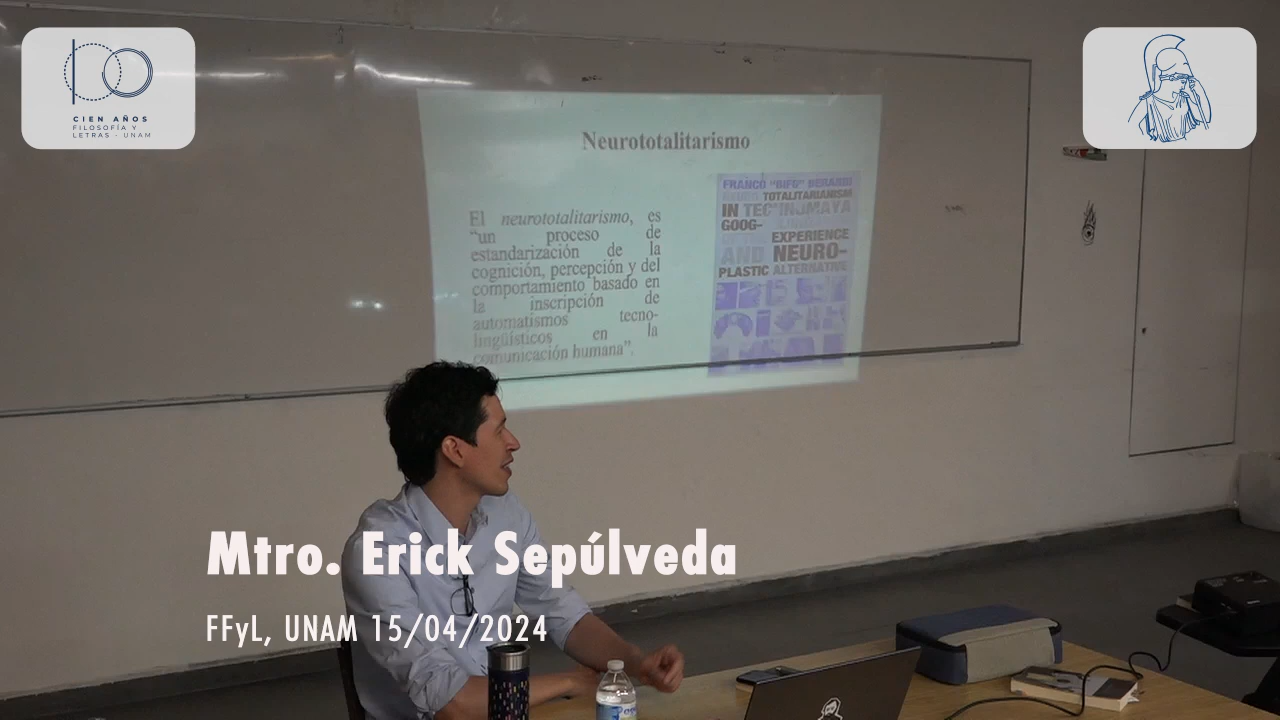 CIEN AÑOS
FILOSOFÍA Y
LETRAS - UNAM
Neurototalitarismo
El neurototalitarismo, es
“un proceso de
estandarización de la
cognición, percepción y del
comportamiento basado en
la inscripción de
automatismos tecno-
lingüísticos en la
comunicación humana”.
FRANCO "BIFO" BERARDI
TOTALITARIANISM
IN TECHNOMAYA
GOOG-
EXPERIENCE
AND NEURO-
PLASTIC ALTERNATIVE
Mtro. Erick Sepúlveda
FFyL, UNAM 15/04/2024